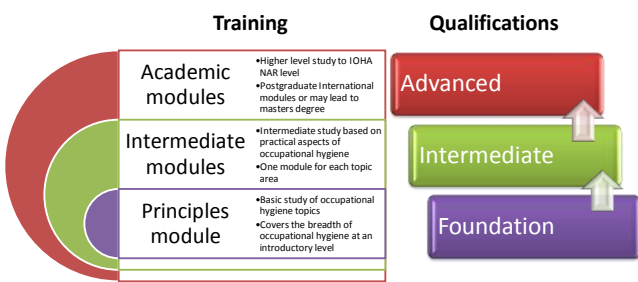 Training
Qualifications
Academic
modules
•Higher level study to IOHA
NAR level
•Postgraduate International
modules or may lead to
masters degree
Advanced
Intermediate
modules
•Intermediate study based on
practical aspects of
occupational hygiene
•One module for each topic
area
Intermediate
Principles
module
•Basic study of occupational
hygiene topics
•Covers the breadth of
occupational hygiene at an
introductory level
Foundation